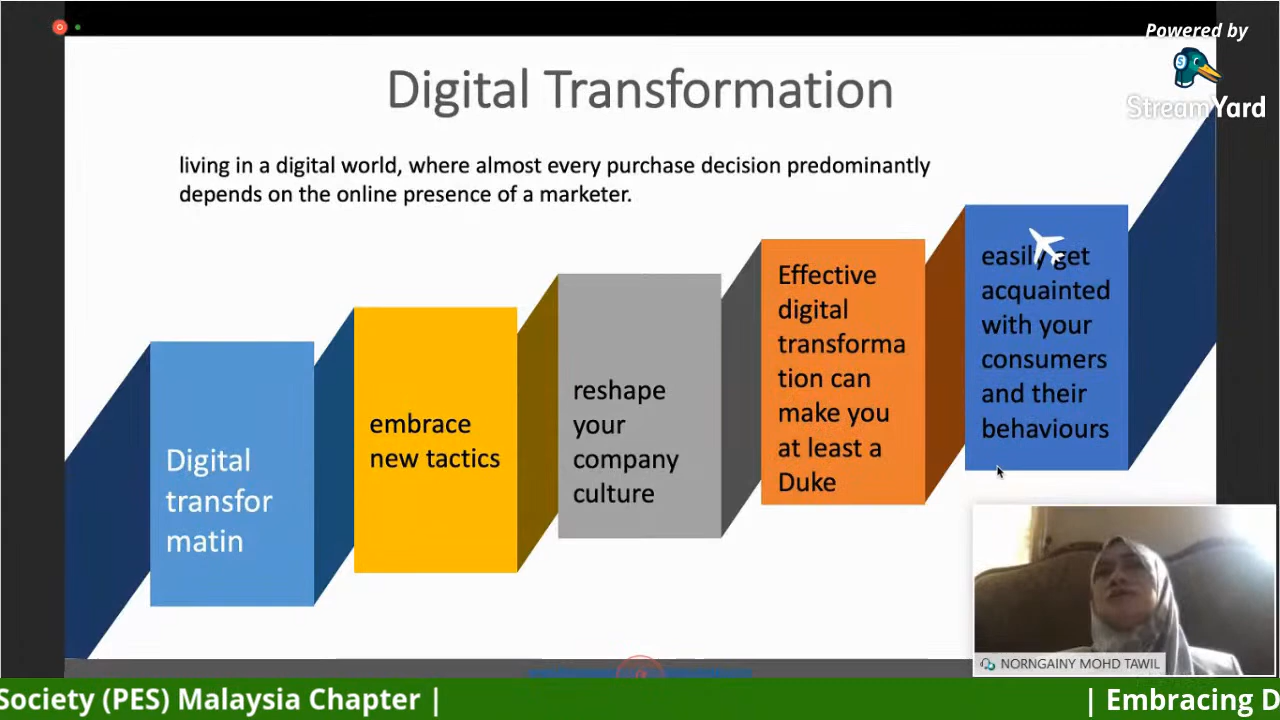 Powered by
StreamYard
Digital Transformation
living in a digital world, where almost every purchase decision predominantly
depends on the online presence of a marketer.
Digital
transfor
matin
embrace
new tactics
reshape
your
company
culture
Effective
digital
transforma
tion can
make you
at least a
Duke
easily get
acquainted
with your
consumers
and their
behaviours
NORNGAINY MOHD TAWIL
Society (PES) Malaysia Chapter |
| Embracing D